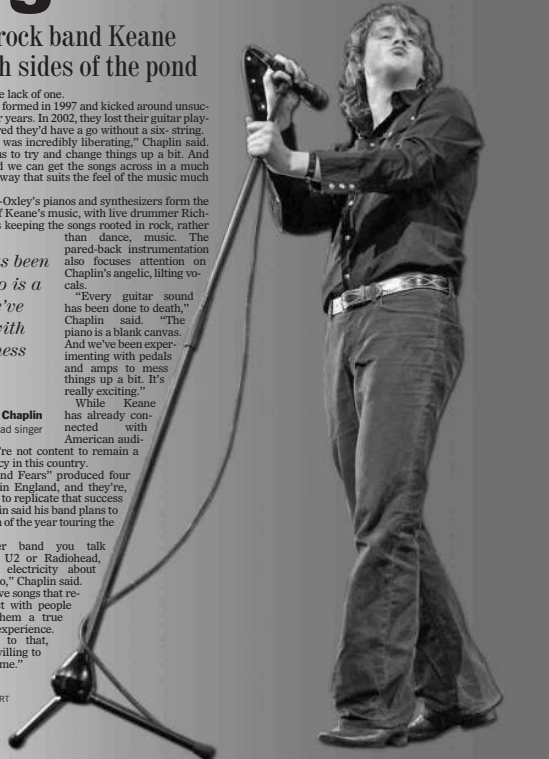 rock band Keane
h sides of the pond
e lack of one.
formed in 1997 and kicked around unsuc-
r years. In 2002, they lost their guitar play-
red they'd have a go without a six- string.
was incredibly liberating," Chaplin said.
us to try and change things up a bit. And
d we can get the songs across in a much
way that suits the feel of the music much
-Oxley's pianos and synthesizers form the
f Keane's music, with live drummer Rich-
s keeping the songs rooted in rock, rather
than dance, music. The
pared-back instrumentation
also focuses attention on
Chaplin's angelic, lilting vo-
cals.
"Every guitar sound
has been done to death,"
Chaplin said. "The
piano is a blank canvas.
And we've been exper-
imenting with pedals
and amps to mess
things up a bit. It's
really exciting."
While Keane
has already con-
nected with
American audi-
're not content to remain a
cy in this country.
nd Fears" produced four
in England, and they're,
to replicate that success
in said his band plans to
n of the year touring the
er band you talk
U2 or Radiohead,
electricity about
o," Chaplin said.
ve songs that re-
ct with people
hem a true
experience.
to that,
willing to
me."
s been
o is a
've
with
ness
Chaplin
ad singer
RT